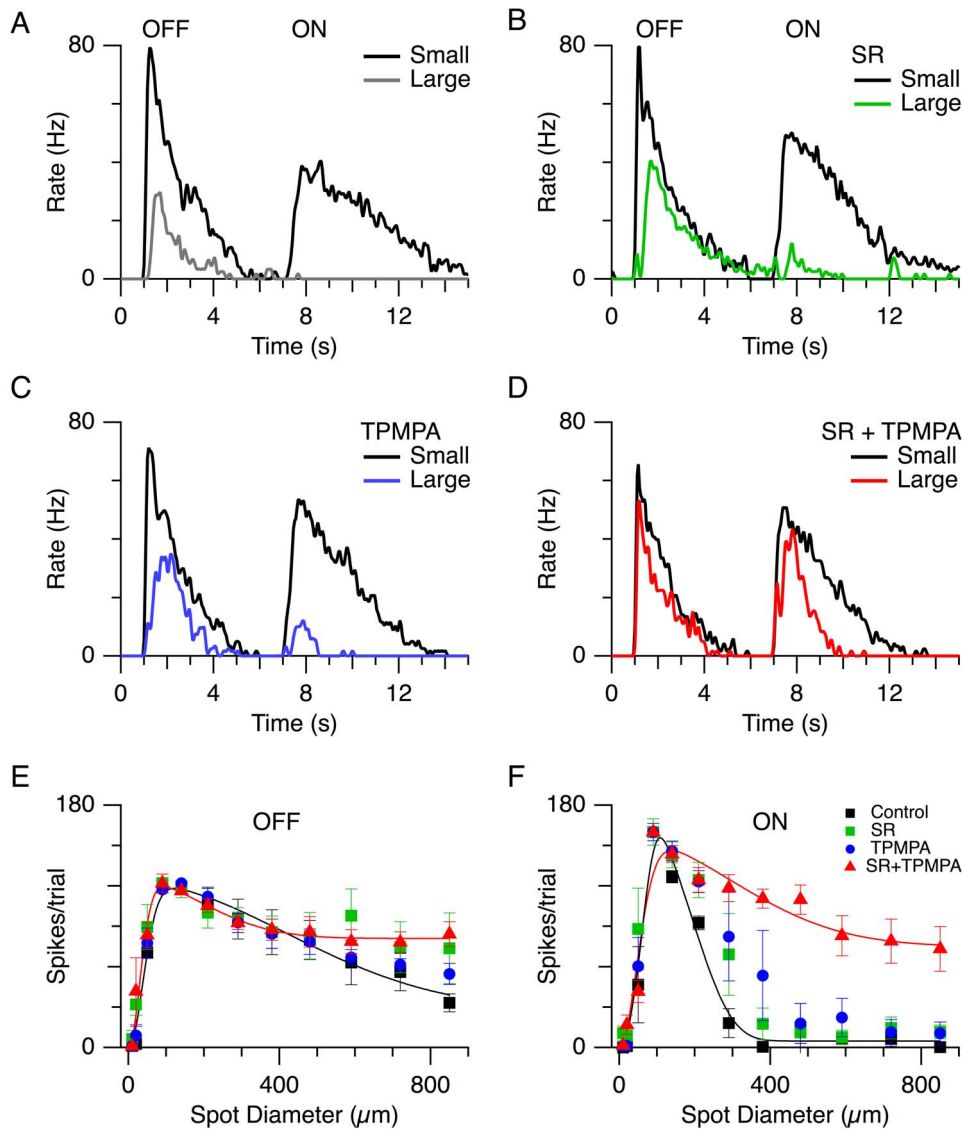 A
OFF
ON
80
Small
Large
Rate (Hz)
0
0 4 8 12
Time (s)
B
OFF
ON
80
SR
Small
Large
Rate (Hz)
0
0 4 8 12
Time (s)
C
80
TPMPA
Small
Large
Rate (Hz)
0
0 4 8 12
Time (s)
D
80
SR + TPMPA
Small
Large
Rate (Hz)
0
0 4 8 12
Time (s)
E
180
OFF
Spikes/trial
0
0 400 800
Spot Diameter (µm)
F
180
ON
Control
SR
TPMPA
SR+TPMPA
Spikes/trial
0
0 400 800
Spot Diameter (µm)